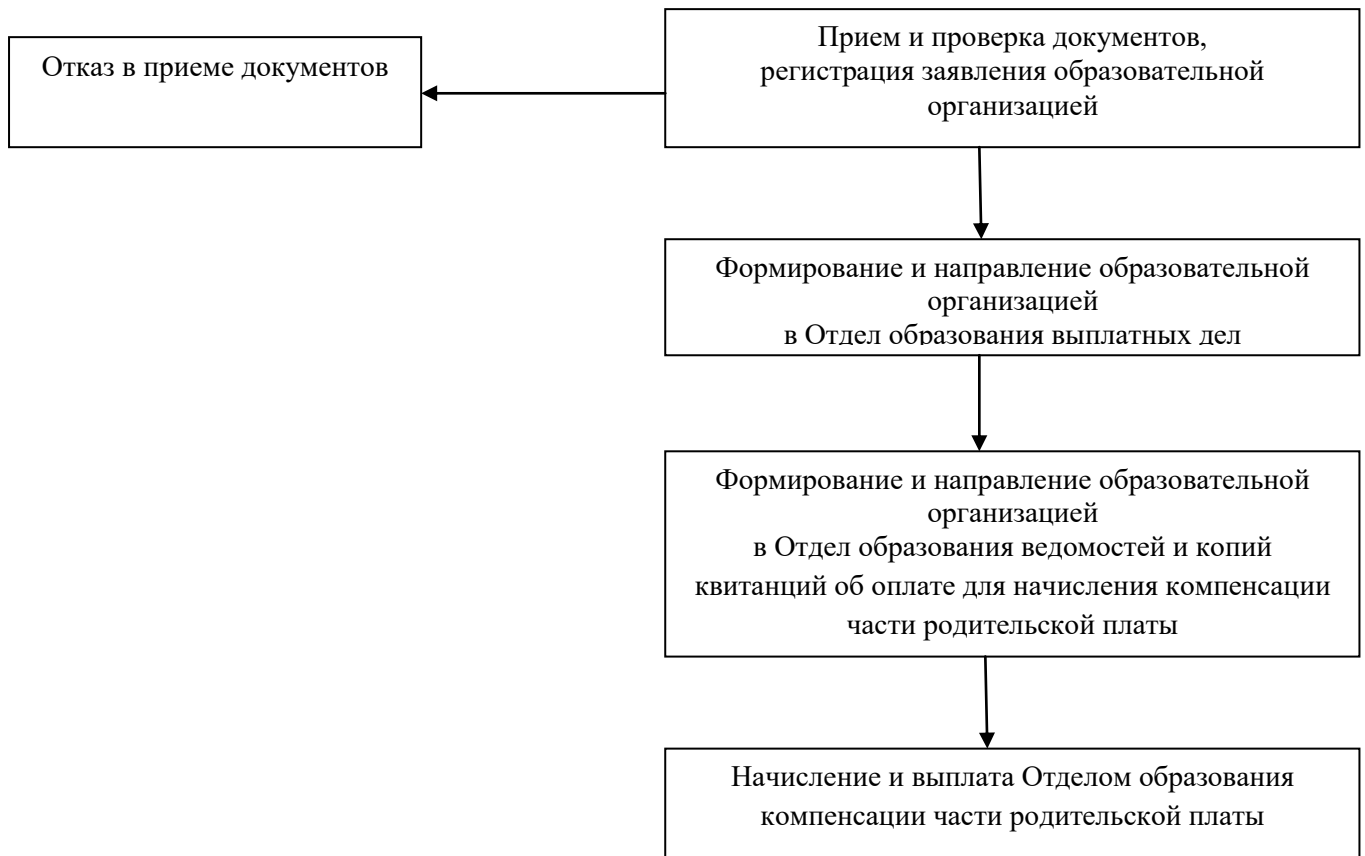 Отказ в приеме документов
Прием и проверка документов,
регистрация заявления образовательной
организацией
Формирование и направление образовательной
организацией
в Отдел образования выплатных дел
Формирование и направление образовательной
организацией
в Отдел образования ведомостей и копий
квитанций об оплате для начисления компенсации
части родительской платы
Начисление и выплата Отделом образования
компенсации части родительской платы